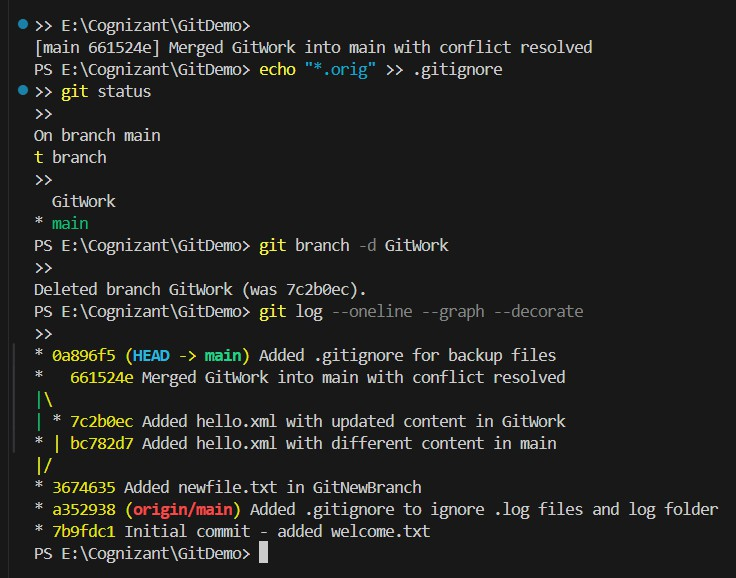 >> E:\Cognizant\GitDemo>
[main 661524e] Merged GitWork into main with conflict resolved
PS E:\Cognizant\GitDemo> echo "*.orig" >> .gitignore
>> git status
>>
On branch main
t branch
>>
  GitWork
* main
PS E:\Cognizant\GitDemo> git branch -d GitWork
>>
Deleted branch GitWork (was 7c2b0ec).
PS E:\Cognizant\GitDemo> git log --oneline --graph --decorate
>>
* 0a896f5 (HEAD -> main) Added .gitignore for backup files
*   661524e Merged GitWork into main with conflict resolved
|\
| * 7c2b0ec Added hello.xml with updated content in GitWork
* | bc782d7 Added hello.xml with different content in main
|/
* 3674635 Added newfile.txt in GitNewBranch
* a352938 (origin/main) Added .gitignore to ignore .log files and log folder
* 7b9fdc1 Initial commit - added welcome.txt
PS E:\Cognizant\GitDemo>